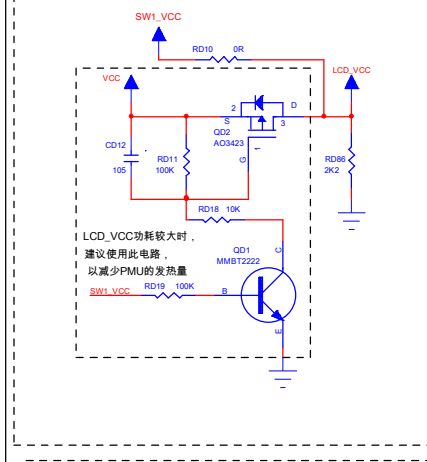 SW1_VCC
RD10 0R
VCC
LCD_VCC
2
D
S
3
QD2
AO3423
G
1
CD12
105
RD11
100K
RD86
2K2
RD18 10K
LCD_VCC功耗较大时，
建议使用此电路，
以减少PMU的发热量
QD1
MMBT2222
C
SW1_VCC
RD19 100K
B
E